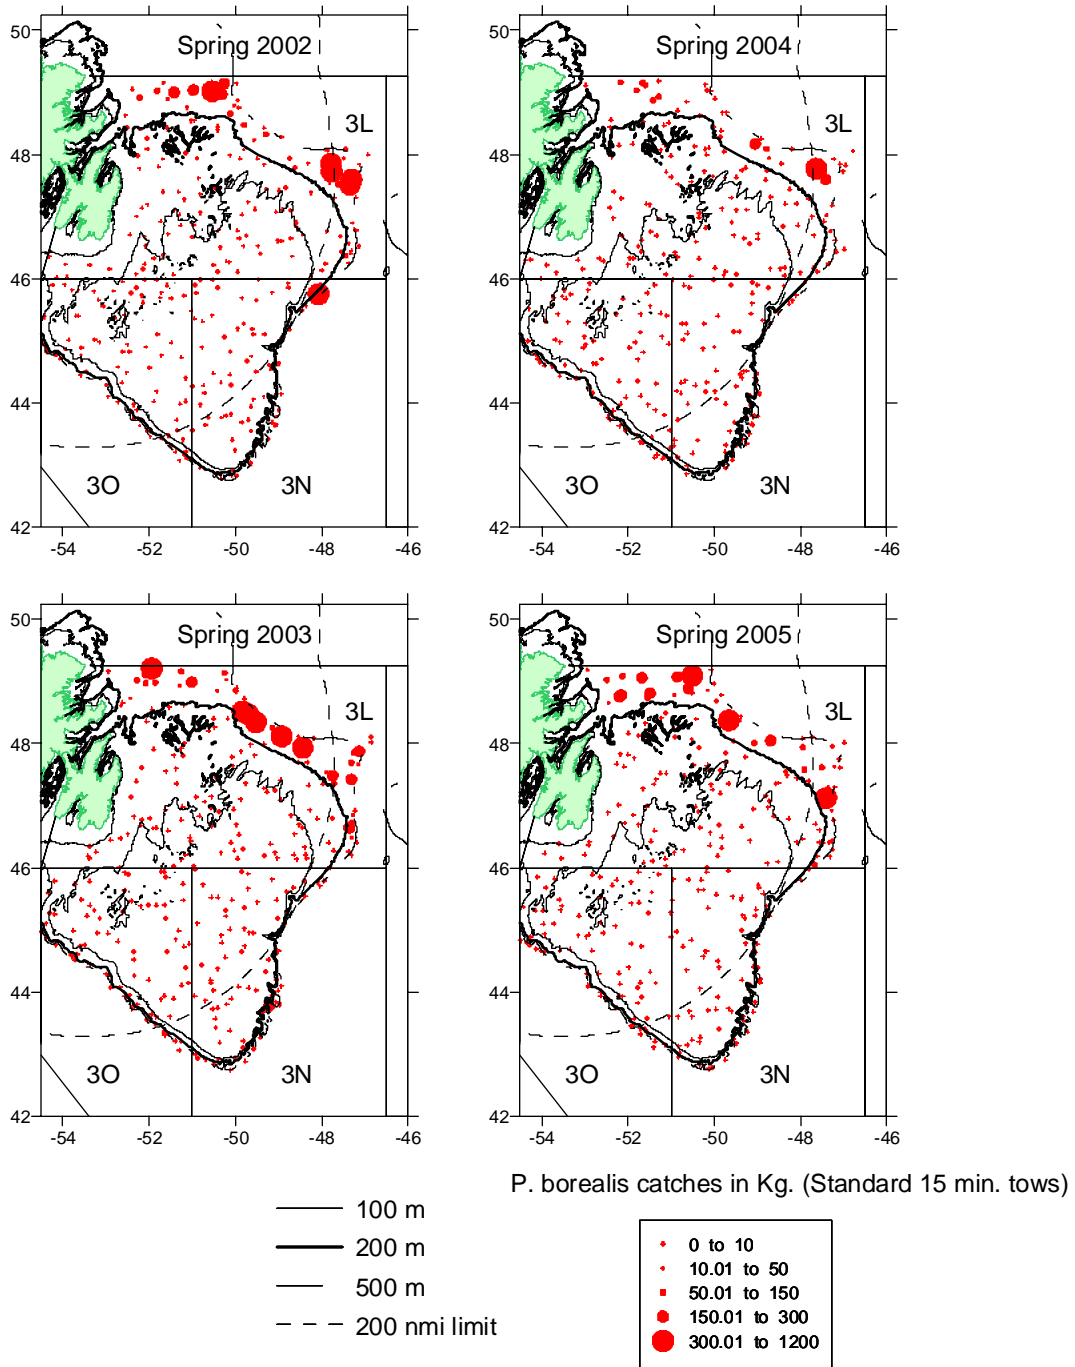 Spring 2002
50
48
46
44
42
3L
3O
3N
-54 -52 -50 -48 -46
Spring 2004
50
48
46
44
42
3L
3O
3N
-54 -52 -50 -48 -46
Spring 2003
50
48
46
44
42
3L
3O
3N
-54 -52 -50 -48 -46
Spring 2005
50
48
46
44
42
3L
3O
3N
-54 -52 -50 -48 -46
P. borealis catches in Kg. (Standard 15 min. tows)
100 m
200 m
500 m
200 nmi limit
0 to 10
10.01 to 50
50.01 to 150
150.01 to 300
300.01 to 1200